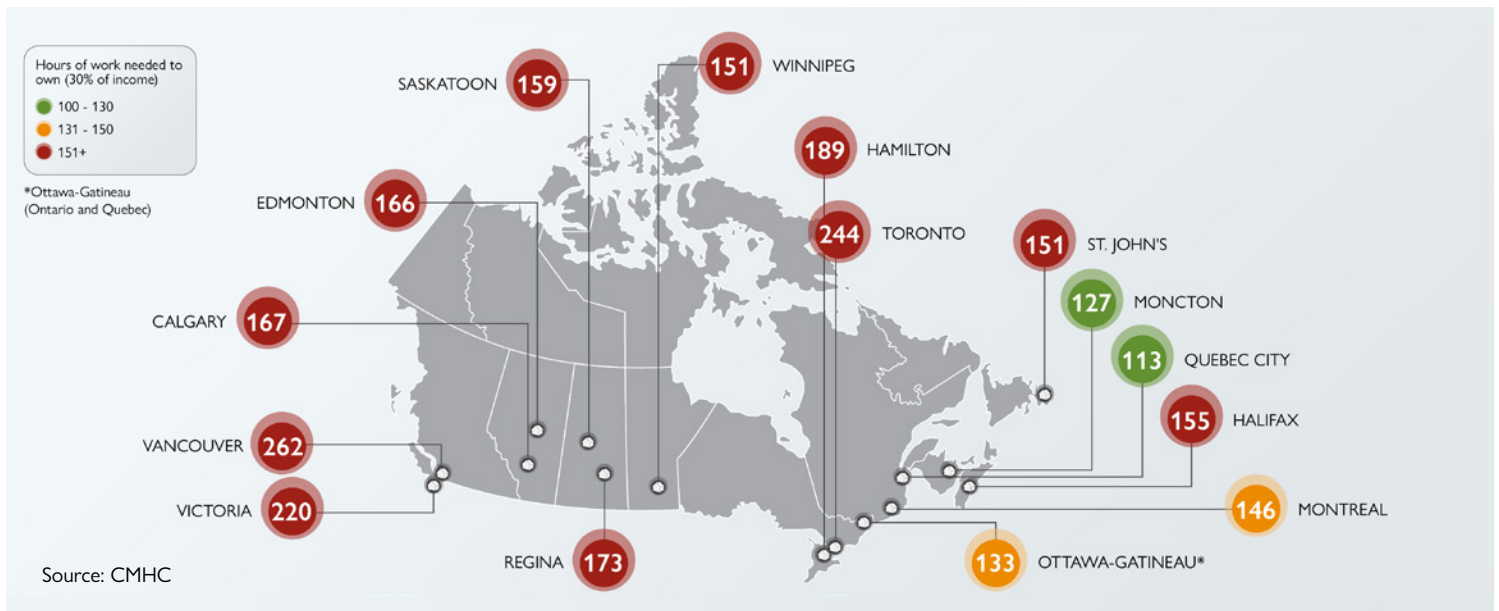 Hours of work needed to
own (30% of income)
100 - 130
131 - 150
151+
*Ottawa-Gatineau
(Ontario and Quebec)
SASKATOON 159
151 WINNIPEG
189 HAMILTON
EDMONTON 166
244 TORONTO
151 ST. JOHN'S
127 MONCTON
CALGARY 167
113 QUEBEC CITY
155 HALIFAX
VANCOUVER 262
VICTORIA 220
146 MONTREAL
REGINA 173
133 OTTAWA-GATINEAU*
Source: CMHC